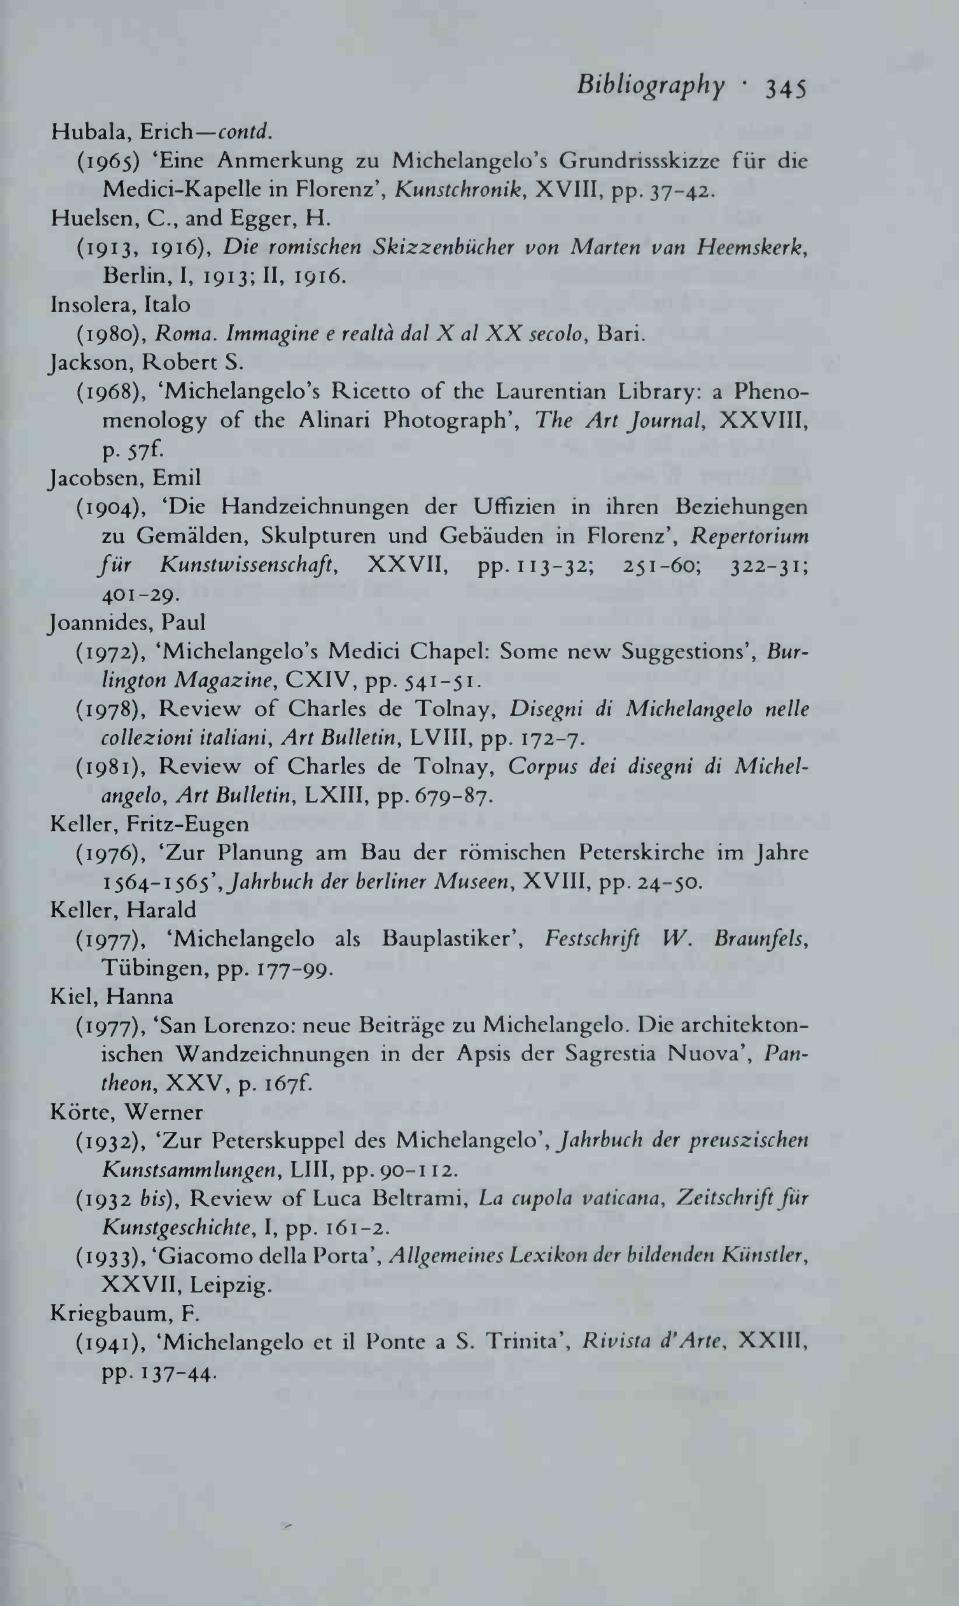 Bibliography · 345
Hubala, Erich—contd.
(1965) ‘Eine Anmerkung zu Michelangelo’s Grundrissskizze für die
Medici-Kapelle in Florenz’, Kunstchronik, XVIII, pp. 37–42.
Huelsen, C., and Egger, H.
(1913, 1916), Die romischen Skizzenbücher von Marten van Heemskerk,
Berlin, I, 1913; II, 1916.
Insolera, Italo
(1980), Roma. Immagine e realtà dal X al XX secolo, Bari.
Jackson, Robert S.
(1968), ‘Michelangelo’s Ricetto of the Laurentian Library: a Pheno-
menology of the Alinari Photograph’, The Art Journal, XXVIII,
p. 57f.
Jacobsen, Emil
(1904), ‘Die Handzeichnungen der Uffizien in ihren Beziehungen
zu Gemälden, Skulpturen und Gebäuden in Florenz’, Repertorium
für Kunstwissenschaft, XXVII, pp. 113–32; 251–60; 322–31;
401–29.
Joannides, Paul
(1972), ‘Michelangelo’s Medici Chapel: Some new Suggestions’, Bur-
lington Magazine, CXIV, pp. 541–51.
(1978), Review of Charles de Tolnay, Disegni di Michelangelo nelle
collezioni italiani, Art Bulletin, LVIII, pp. 172–7.
(1981), Review of Charles de Tolnay, Corpus dei disegni di Michel-
angelo, Art Bulletin, LXIII, pp. 679–87.
Keller, Fritz-Eugen
(1976), ‘Zur Planung am Bau der römischen Peterskirche im Jahre
1564–1565’, Jahrbuch der berliner Museen, XVIII, pp. 24–50.
Keller, Harald
(1977), ‘Michelangelo als Bauplastiker’, Festschrift W. Braunfels,
Tübingen, pp. 177–99.
Kiel, Hanna
(1977), ‘San Lorenzo: neue Beiträge zu Michelangelo. Die architekton-
ischen Wandzeichnungen in der Apsis der Sagrestia Nuova’, Pan-
theon, XXV, p. 167f.
Körte, Werner
(1932), ‘Zur Peterskuppel des Michelangelo’, Jahrbuch der preuszischen
Kunstsammlungen, LIII, pp. 90–112.
(1932 bis), Review of Luca Beltrami, La cupola vaticana, Zeitschrift für
Kunstgeschichte, I, pp. 161–2.
(1933), ‘Giacomo della Porta’, Allgemeines Lexikon der bildenden Künstler,
XXVII, Leipzig.
Kriegbaum, F.
(1941), ‘Michelangelo et il Ponte a S. Trinita’, Rivista d’Arte, XXIII,
pp. 137–44.